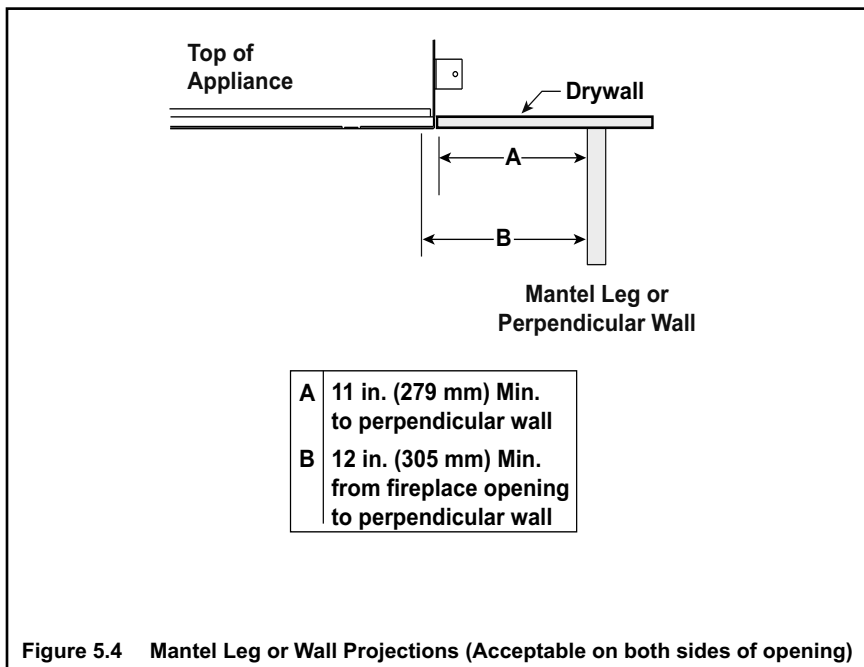 Top of
Appliance
Drywall
A
B
Mantel Leg or
Perpendicular Wall
A 11 in. (279 mm) Min.
to perpendicular wall
B 12 in. (305 mm) Min.
from fireplace opening
to perpendicular wall
Figure 5.4 Mantel Leg or Wall Projections (Acceptable on both sides of opening)